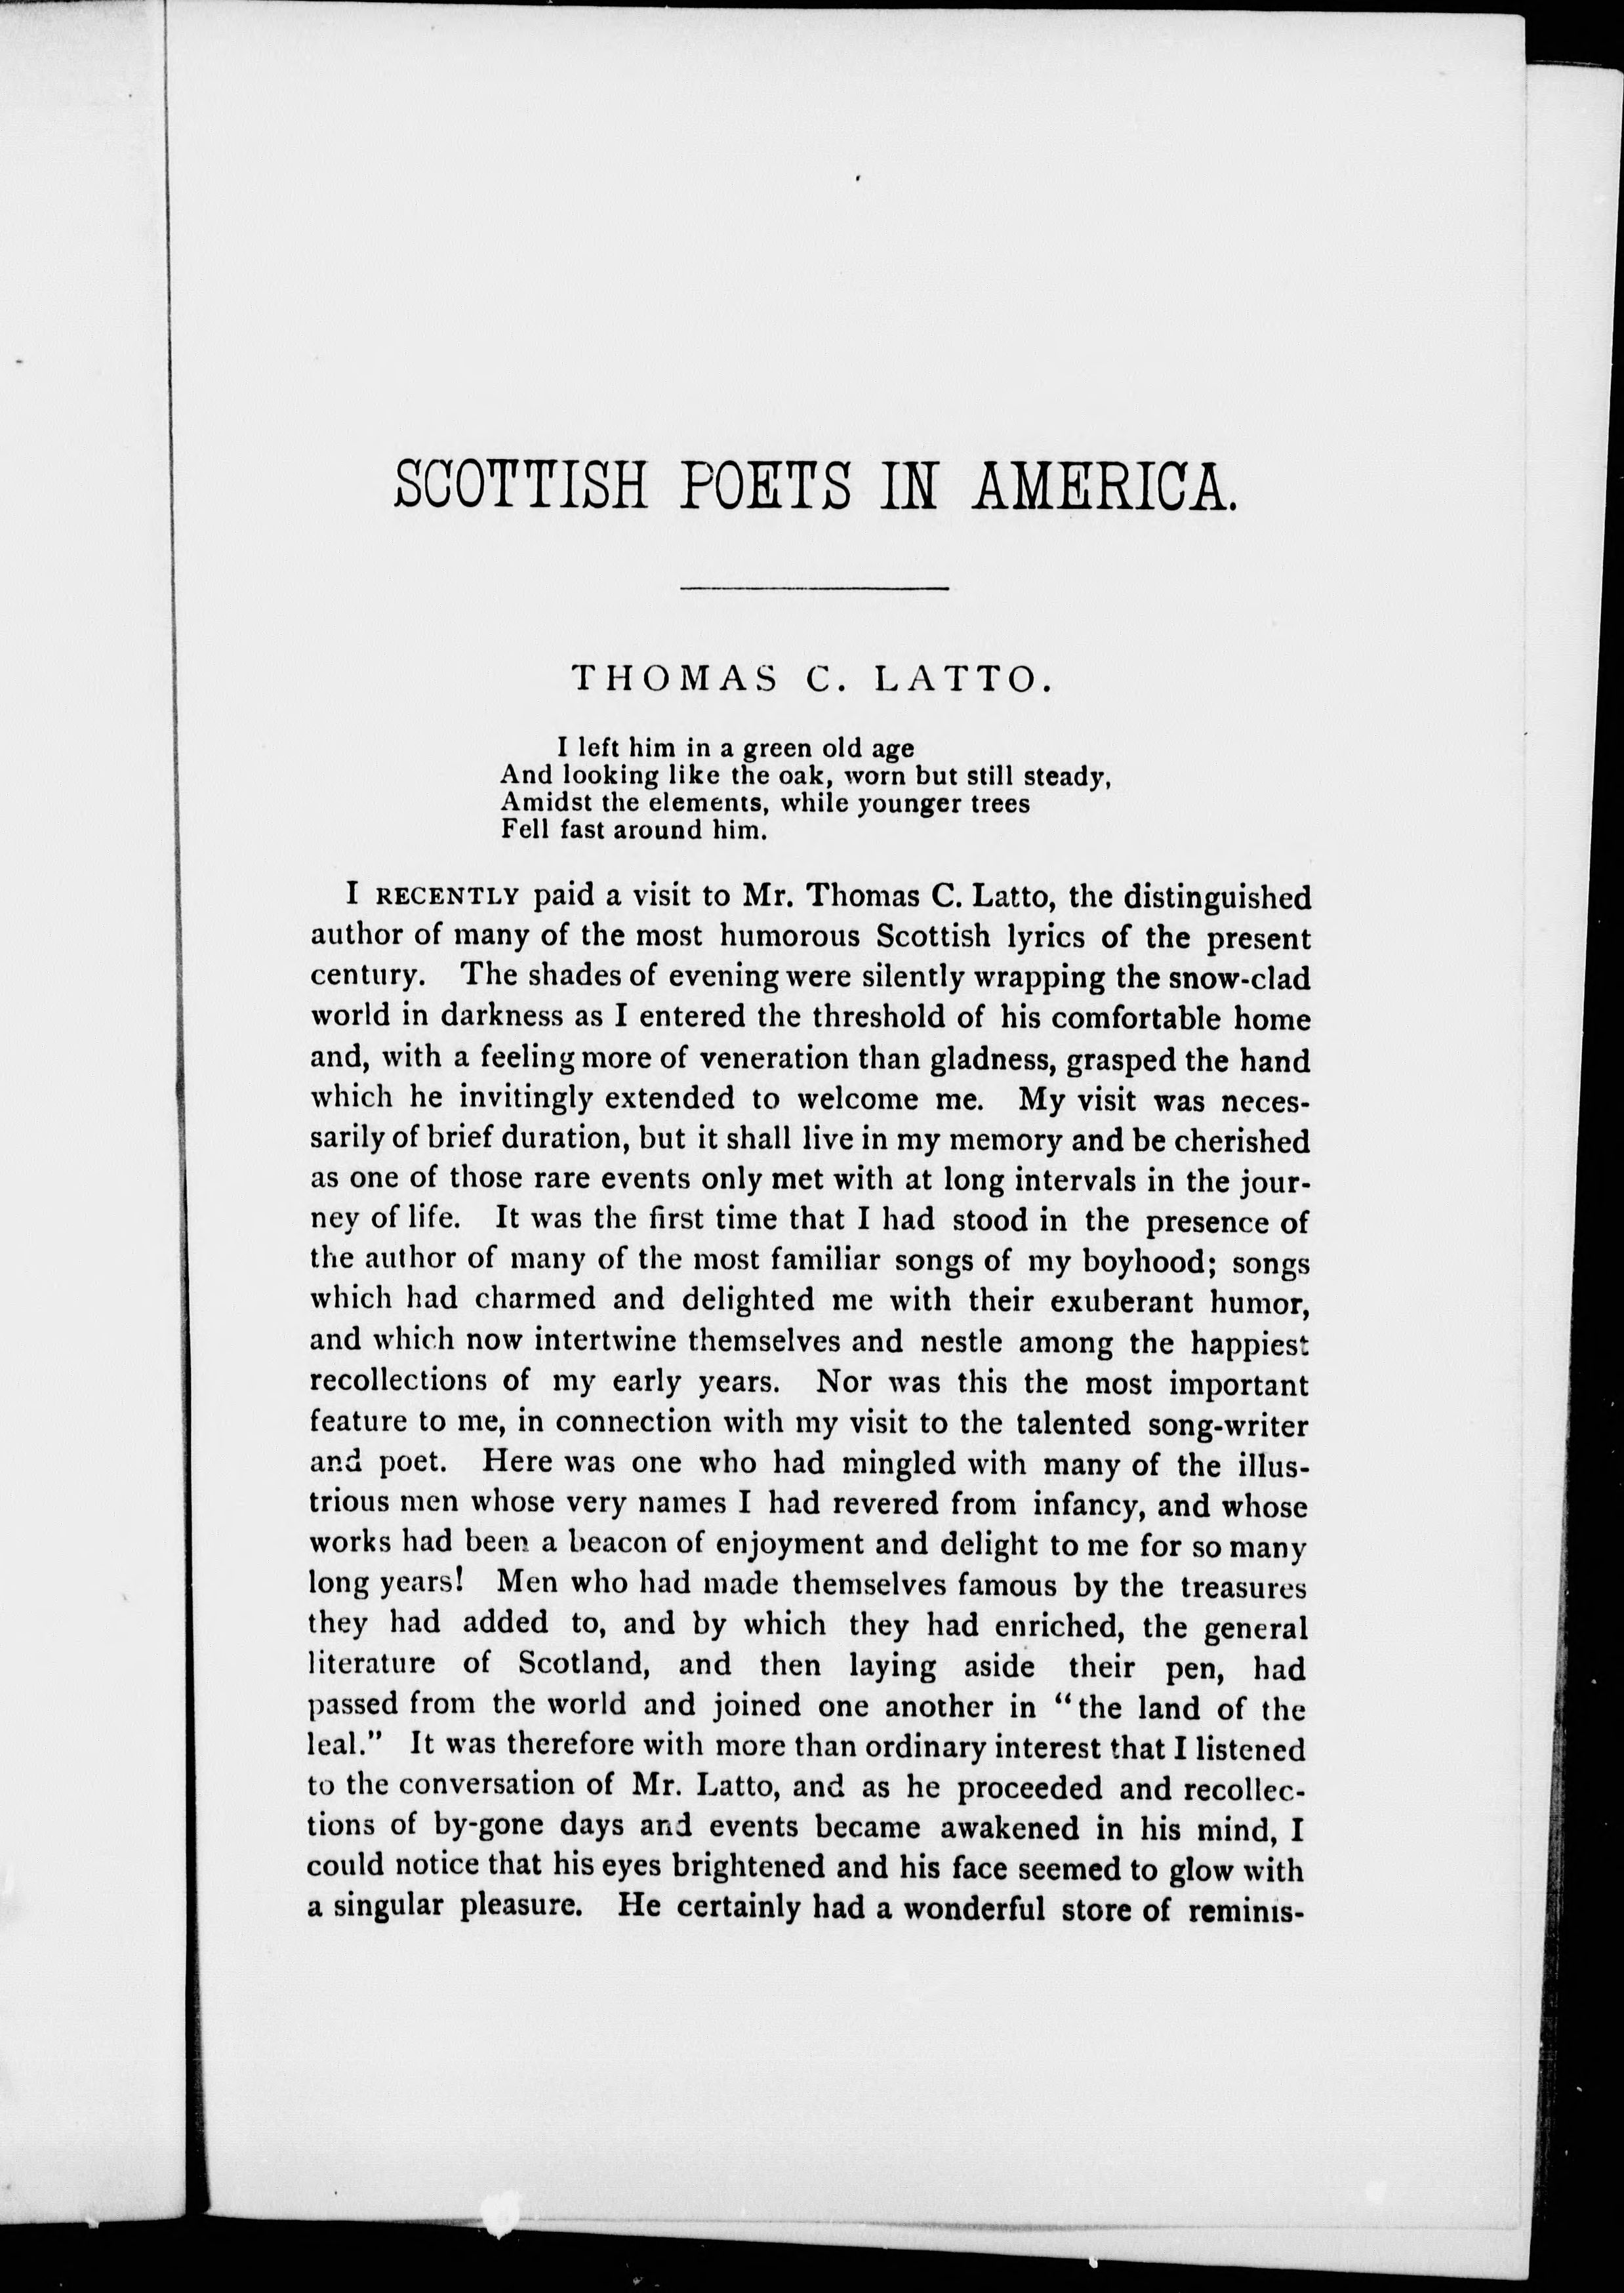 SCOTTISH POETS IN AMERICA.
THOMAS C. LATTO.
I left him in a green old age
And looking like the oak, worn but still steady,
Amidst the elements, while younger trees
Fell fast around him.
I RECENTLY paid a visit to Mr. Thomas C. Latto, the distinguished
author of many of the most humorous Scottish lyrics of the present
century. The shades of evening were silently wrapping the snow-clad
world in darkness as I entered the threshold of his comfortable home
and, with a feeling more of veneration than gladness, grasped the hand
which he invitingly extended to welcome me. My visit was neces-
sarily of brief duration, but it shall live in my memory and be cherished
as one of those rare events only met with at long intervals in the jour-
ney of life. It was the first time that I had stood in the presence of
the author of many of the most familiar songs of my boyhood; songs
which had charmed and delighted me with their exuberant humor,
and which now intertwine themselves and nestle among the happiest
recollections of my early years. Nor was this the most important
feature to me, in connection with my visit to the talented song-writer
and poet. Here was one who had mingled with many of the illus-
trious men whose very names I had revered from infancy, and whose
works had been a beacon of enjoyment and delight to me for so many
long years! Men who had made themselves famous by the treasures
they had added to, and by which they had enriched, the general
literature of Scotland, and then laying aside their pen, had
passed from the world and joined one another in "the land of the
leal." It was therefore with more than ordinary interest that I listened
to the conversation of Mr. Latto, and as he proceeded and recollec-
tions of by-gone days and events became awakened in his mind, I
could notice that his eyes brightened and his face seemed to glow with
a singular pleasure. He certainly had a wonderful store of reminis-